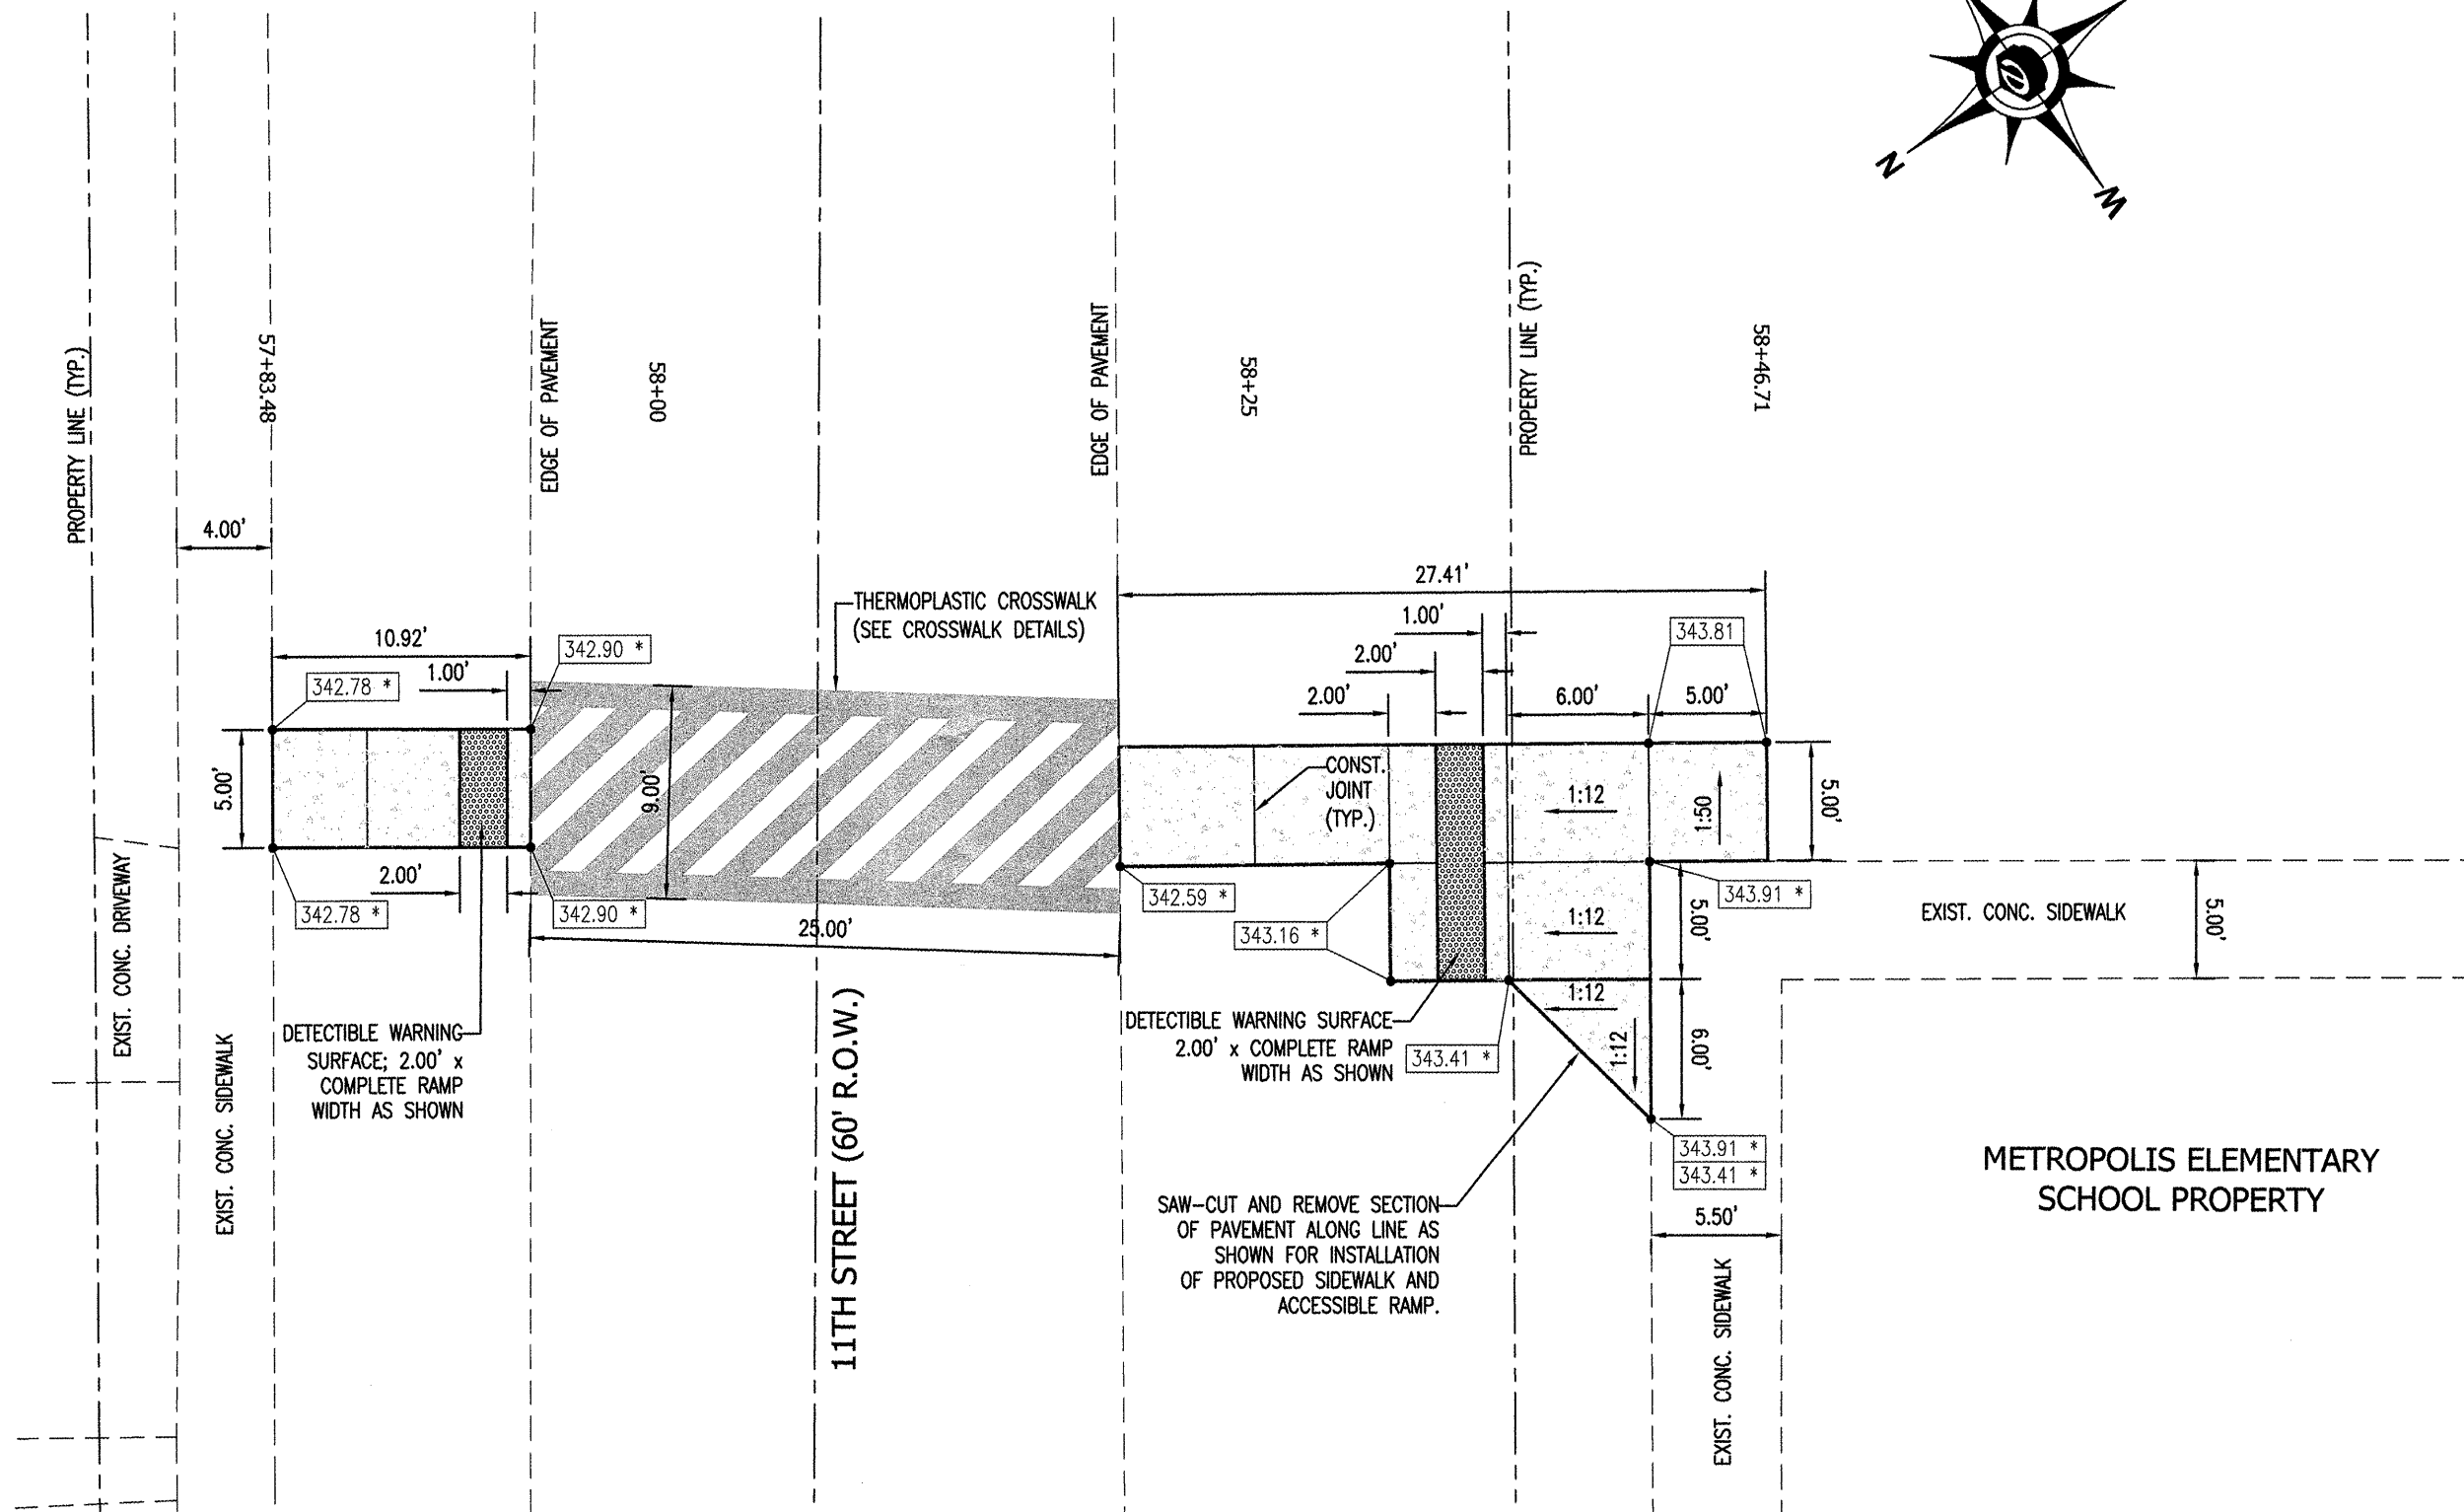 N
W
PROPERTY LINE (TYP.)
57+83.48
EDGE OF PAVEMENT
58+00
EDGE OF PAVEMENT
58+25
PROPERTY LINE (TYP.)
58+46.71
4.00'
27.41'
THERMOPLASTIC CROSSWALK
(SEE CROSSWALK DETAILS)
1.00'
343.81
10.92'
342.90 *
2.00'
1.00'
342.78 *
2.00'
6.00'
5.00'
5.00'
9.00'
CONST.
JOINT
(TYP.)
1:12
1:50
5.00'
2.00'
342.78 *
342.90 *
25.00'
342.59 *
343.16 *
1:12
5.00'
343.91 *
EXIST. CONC. SIDEWALK
5.00'
EXIST. CONC. DRIVEWAY
EXIST. CONC. SIDEWALK
DETECTIBLE WARNING
SURFACE; 2.00' x
COMPLETE RAMP
WIDTH AS SHOWN
11TH STREET (60' R.O.W.)
DETECTIBLE WARNING SURFACE
2.00' x COMPLETE RAMP
WIDTH AS SHOWN
343.41 *
1:12
1:12
6.00'
343.91 *
343.41 *
SAW-CUT AND REMOVE SECTION
OF PAVEMENT ALONG LINE AS
SHOWN FOR INSTALLATION
OF PROPOSED SIDEWALK AND
ACCESSIBLE RAMP.
5.50'
EXIST. CONC. SIDEWALK
METROPOLIS ELEMENTARY
SCHOOL PROPERTY